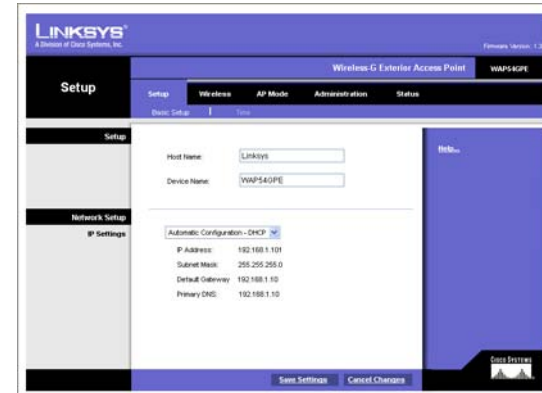 LINKSYS®
A Division of Cisco Systems, Inc.
Firmware Version: 1.3
Wireless-G Exterior Access Point
WAP54GPE
Setup
Setup Wireless AP Mode Administration Status
Basic Setup | Time
Setup
Host Name: Linksys
Device Name: WAP54GPE
Help...
Network Setup
IP Settings
Automatic Configuration - DHCP
IP Address: 192.168.1.101
Subnet Mask: 255.255.255.0
Default Gateway 192.168.1.10
Primary DNS: 192.168.1.10
Save Settings Cancel Changes
CISCO SYSTEMS